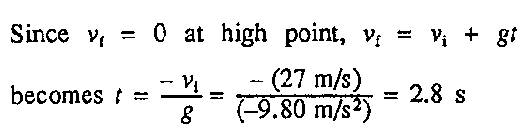 Since v_f = 0 at high point, v_f = v_i + gt
becomes t = -v_i/g = -(27 m/s)/(-9.80 m/s²) = 2.8 s